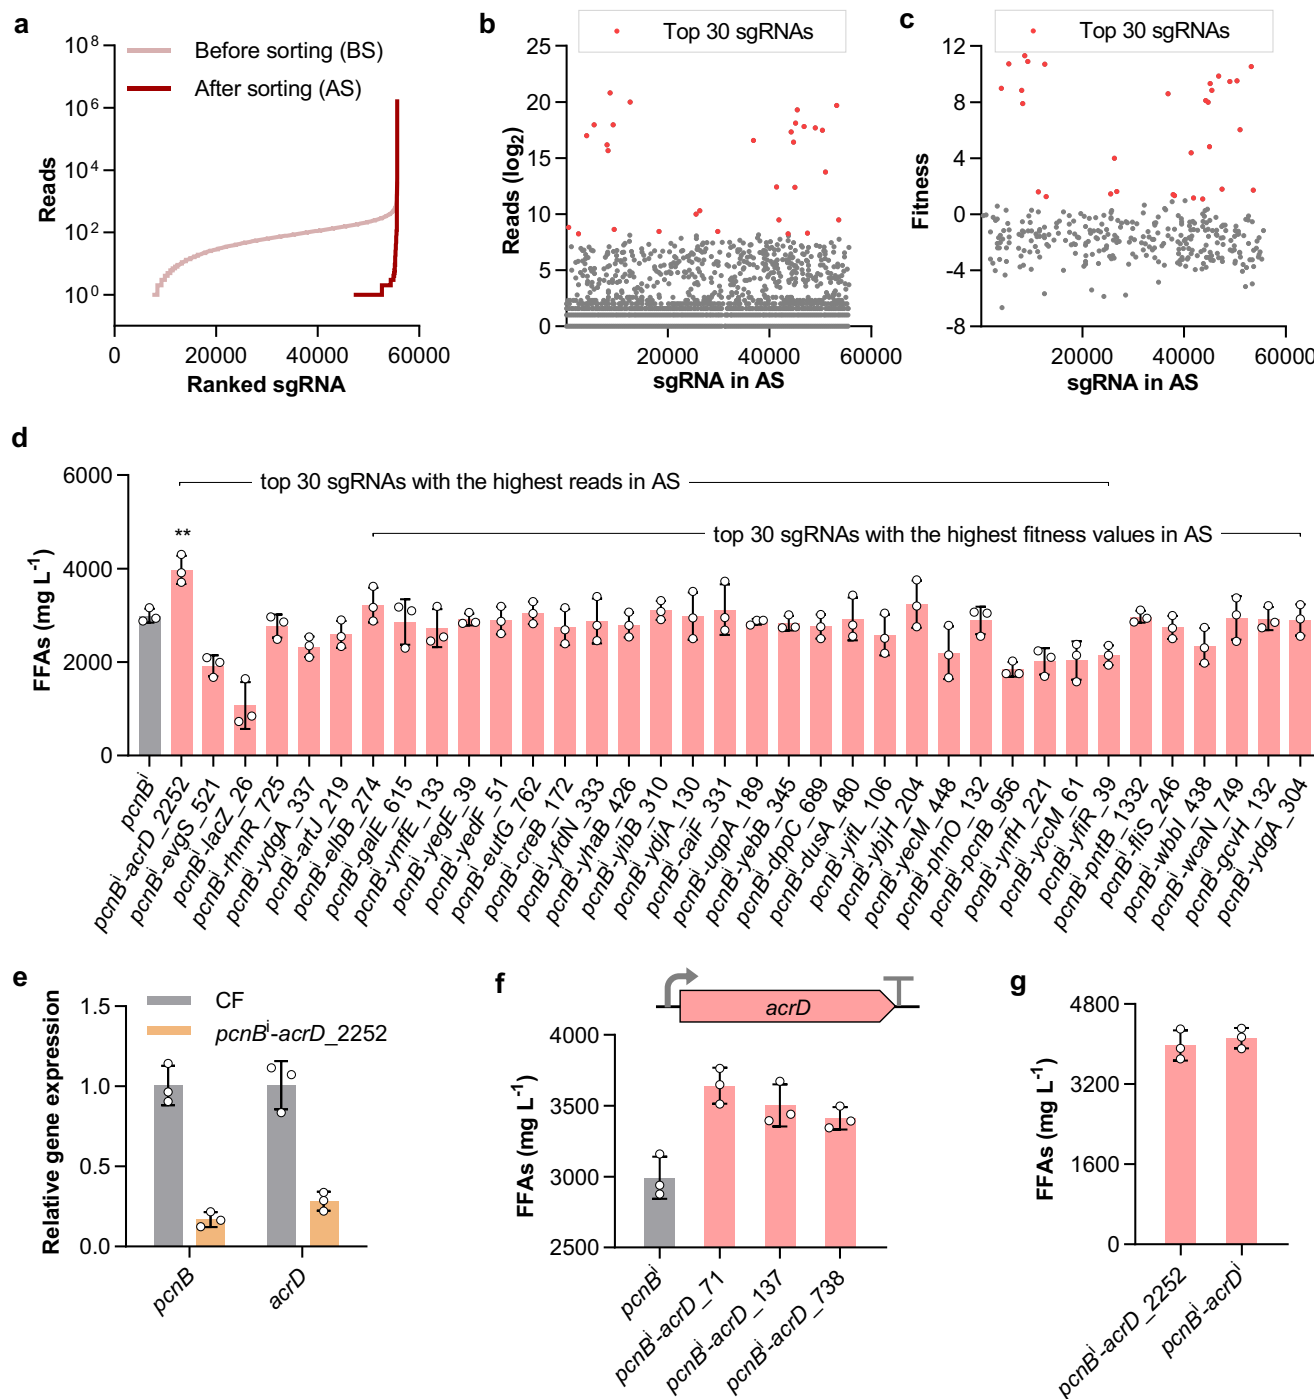 a
Before sorting (BS)
After sorting (AS)
Reads
10⁸
10⁶
10⁴
10²
10⁰
0
20000
40000
60000
Ranked sgRNA
b
Top 30 sgRNAs
Reads (log₂)
25
20
15
10
5
0
20000
40000
60000
sgRNA in AS
c
Top 30 sgRNAs
Fitness
12
8
4
0
-4
-8
20000
40000
60000
sgRNA in AS
d
top 30 sgRNAs with the highest reads in AS
top 30 sgRNAs with the highest fitness values in AS
**
FFAs (mg L⁻¹)
6000
4000
2000
0
pcnBⁱ
pcnBⁱ-acrD_2252
pcnBⁱ-evgS_521
pcnBⁱ-lacZ_26
pcnBⁱ-rhmR_725
pcnBⁱ-ydgA_337
pcnBⁱ-artJ_219
pcnBⁱ-elbB_274
pcnBⁱ-galE_615
pcnBⁱ-ymfE_133
pcnBⁱ-yegE_39
pcnBⁱ-yedF_51
pcnBⁱ-eutG_762
pcnBⁱ-creB_172
pcnBⁱ-yfdN_333
pcnBⁱ-yhaB_426
pcnBⁱ-yibB_310
pcnBⁱ-ydjA_130
pcnBⁱ-caiF_331
pcnBⁱ-ugpA_189
pcnBⁱ-yebB_345
pcnBⁱ-dppC_689
pcnBⁱ-dusA_480
pcnBⁱ-yifL_106
pcnBⁱ-ybjH_204
pcnBⁱ-yecM_448
pcnBⁱ-phnO_132
pcnBⁱ-pcnB_956
pcnBⁱ-ynfH_221
pcnBⁱ-yccM_61
pcnBⁱ-yfiR_39
pcnBⁱ-pntB_1332
pcnBⁱ-fliS_246
pcnBⁱ-wbbI_438
pcnBⁱ-wcaN_749
pcnBⁱ-gcvH_132
pcnBⁱ-ydgA_304
e
CF
pcnBⁱ-acrD_2252
Relative gene expression
1.5
1.0
0.5
0.0
pcnB
acrD
f
acrD
FFAs (mg L⁻¹)
4000
3500
3000
2500
pcnBⁱ
pcnBⁱ-acrD_71
pcnBⁱ-acrD_137
pcnBⁱ-acrD_738
g
FFAs (mg L⁻¹)
4800
3200
1600
0
pcnBⁱ-acrD_2252
pcnBⁱ-acrDⁱ